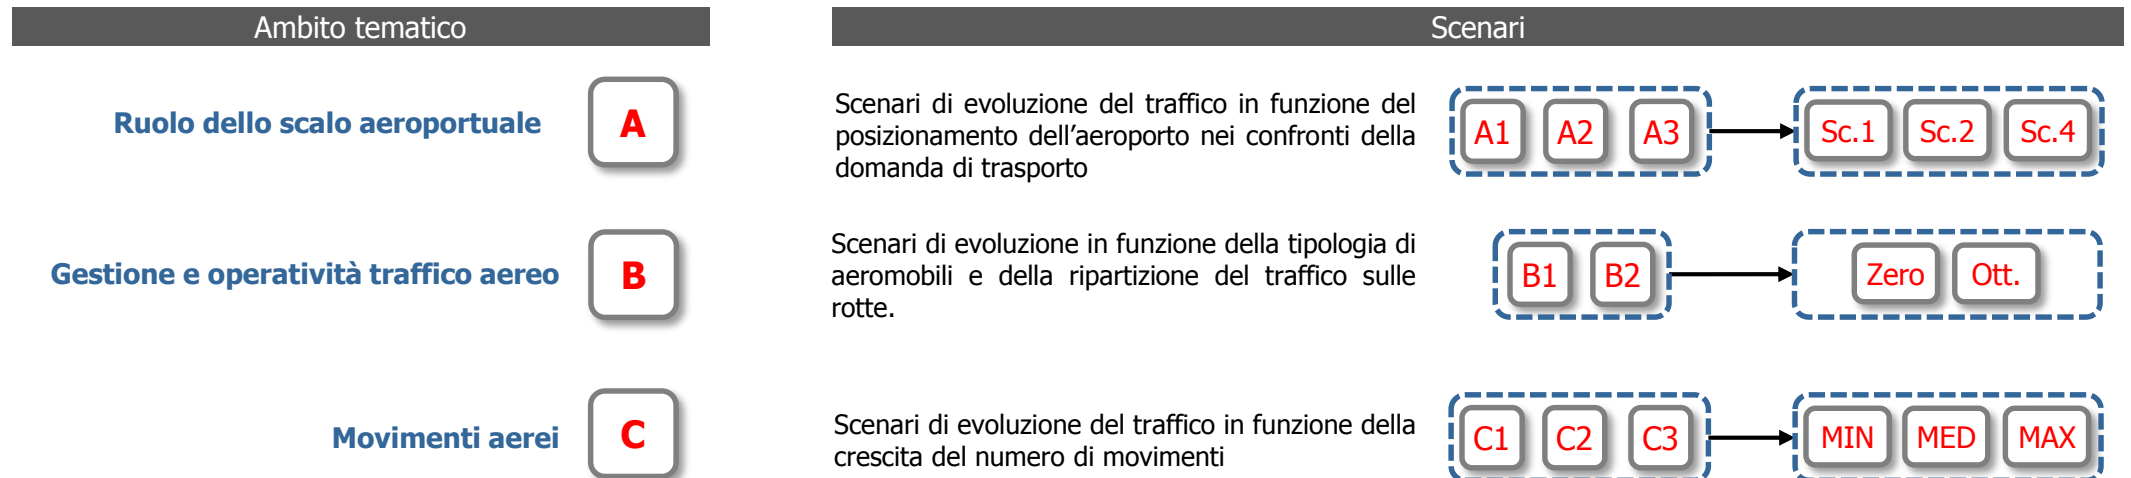 Ambito tematico
Scenari
Ruolo dello scalo aeroportuale
A
Scenari di evoluzione del traffico in funzione del
posizionamento dell'aeroporto nei confronti della
domanda di trasporto
A1 A2 A3
Sc.1 Sc.2 Sc.4
Gestione e operatività traffico aereo
B
Scenari di evoluzione in funzione della tipologia di
aeromobili e della ripartizione del traffico sulle
rotte.
B1 B2
Zero Ott.
Movimenti aerei
C
Scenari di evoluzione del traffico in funzione della
crescita del numero di movimenti
C1 C2 C3
MIN MED MAX